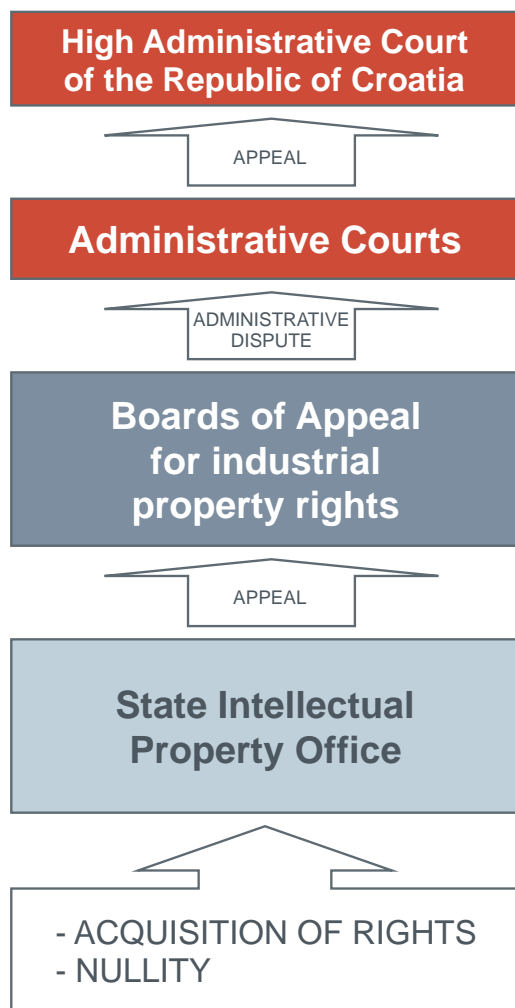 High Administrative Court
of the Republic of Croatia
APPEAL
Administrative Courts
ADMINISTRATIVE
DISPUTE
Boards of Appeal
for industrial
property rights
APPEAL
State Intellectual
Property Office
- ACQUISITION OF RIGHTS
- NULLITY